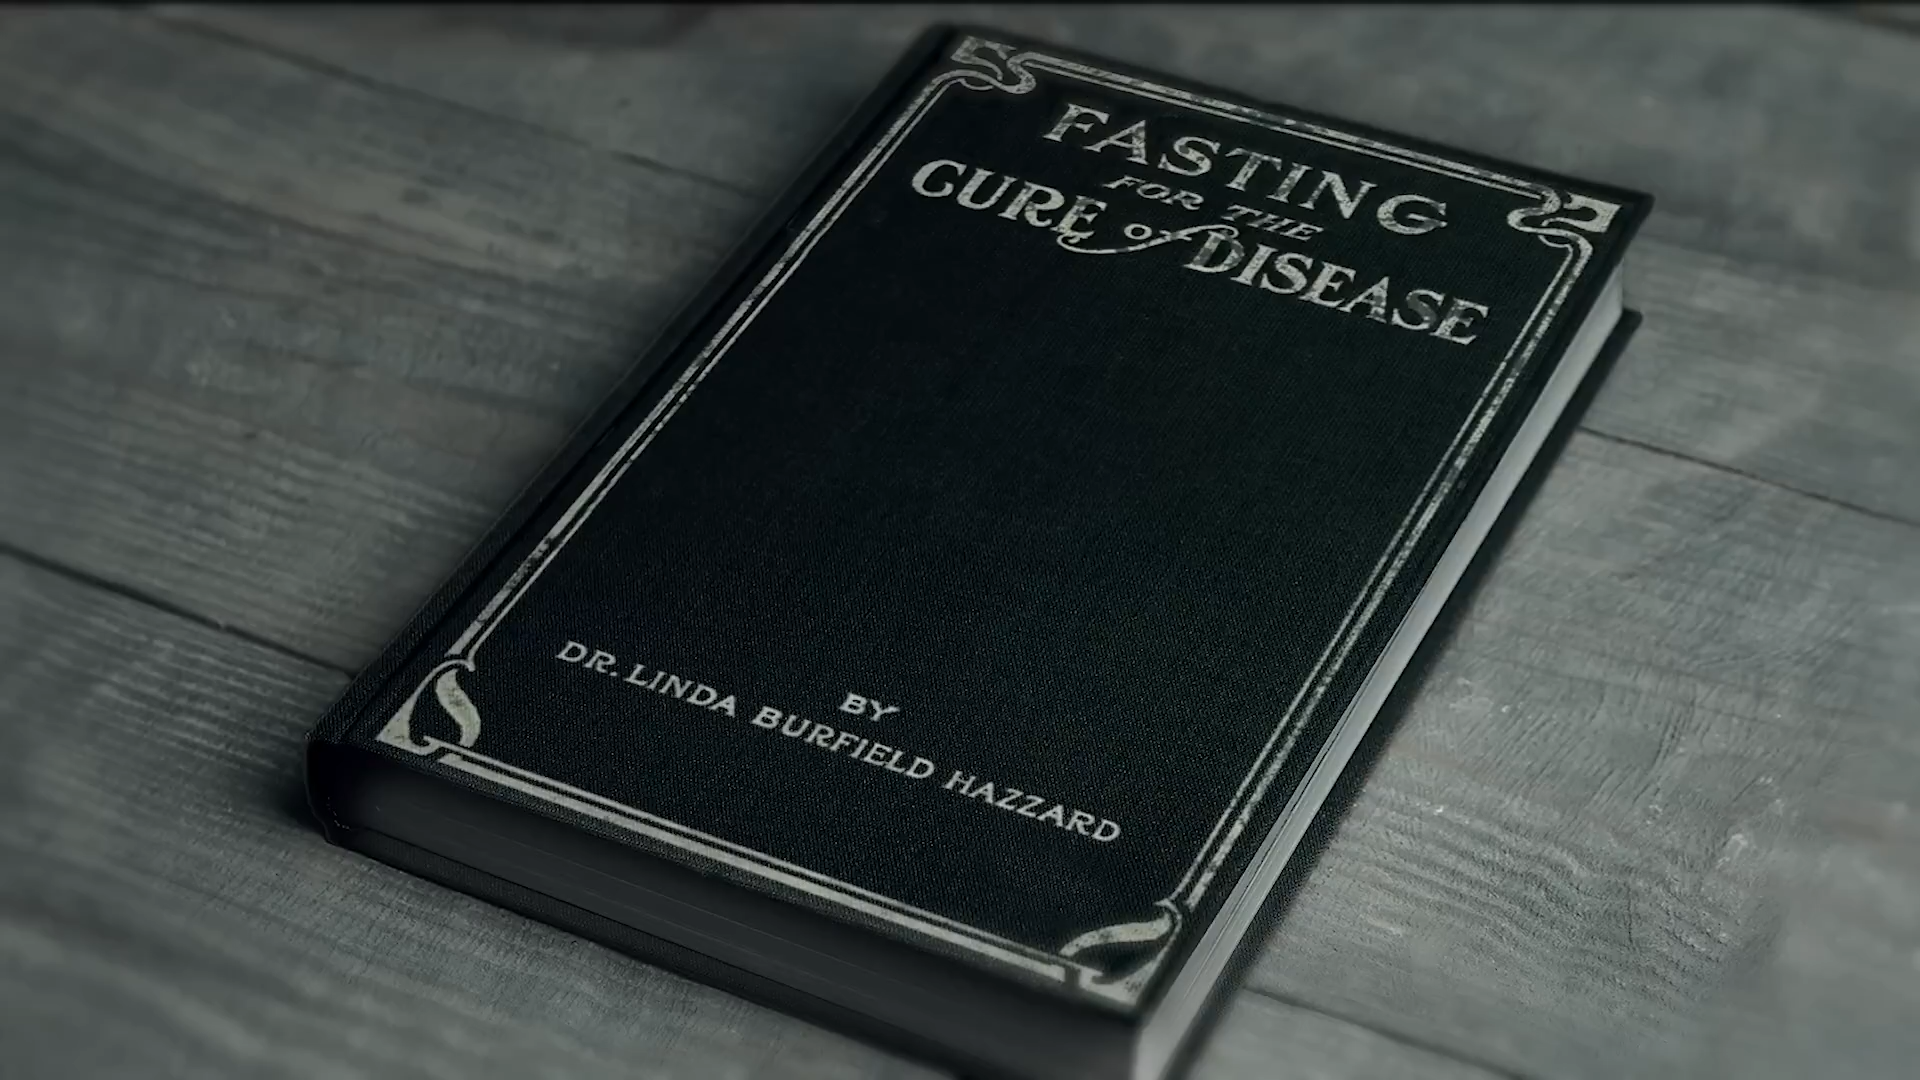 FASTING
FOR THE
CURE OF DISEASE
BY
DR. LINDA BURFIELD HAZZARD